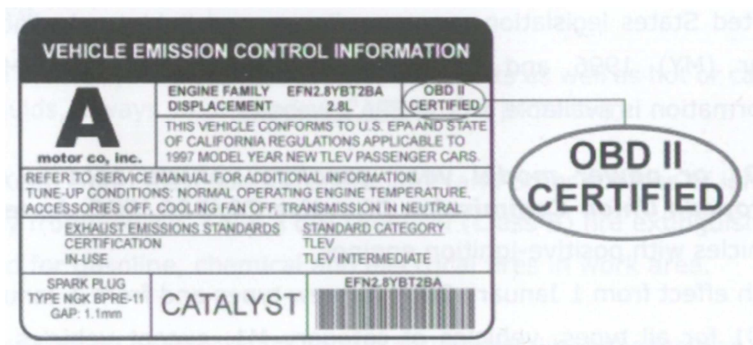 VEHICLE EMISSION CONTROL INFORMATION
A
motor co, inc.
ENGINE FAMILY EFN2.8YBT2BA
DISPLACEMENT 2.8L
OBD II
CERTIFIED
THIS VEHICLE CONFORMS TO U.S. EPA AND STATE
OF CALIFORNIA REGULATIONS APPLICABLE TO
1997 MODEL YEAR NEW TLEV PASSENGER CARS.
REFER TO SERVICE MANUAL FOR ADDITIONAL INFORMATION
TUNE-UP CONDITIONS: NORMAL OPERATING ENGINE TEMPERATURE,
ACCESSORIES OFF, COOLING FAN OFF, TRANSMISSION IN NEUTRAL
EXHAUST EMISSIONS STANDARDS STANDARD CATEGORY
CERTIFICATION TLEV
IN-USE TLEV INTERMEDIATE
SPARK PLUG
TYPE NGK BPRE-11
GAP: 1.1mm
CATALYST
EFN2.8YBT2BA
OBD II
CERTIFIED